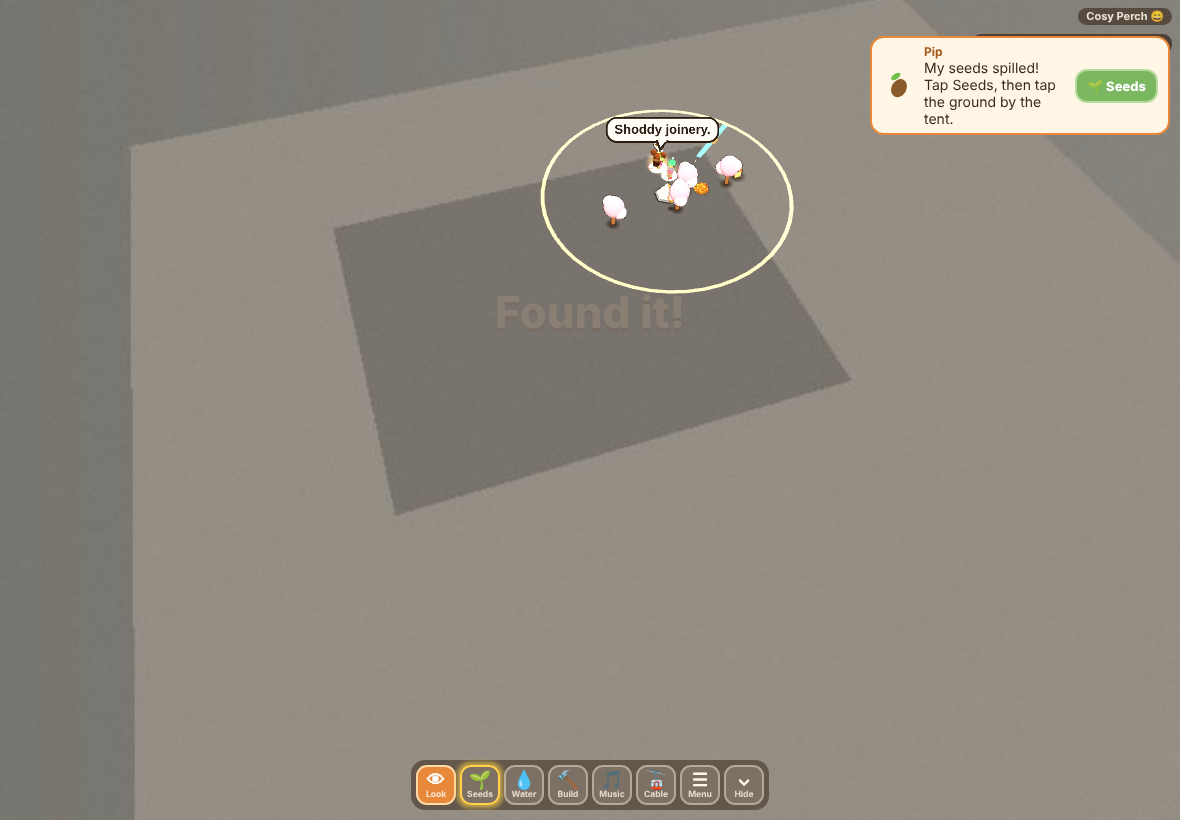 Cosy Perch 😄
Pip
My seeds spilled!
Tap Seeds, then tap
the ground by the
tent.
🌱 Seeds
Shoddy joinery.
Found it!
Look
Seeds
Water
Build
Music
Cable
Menu
Hide